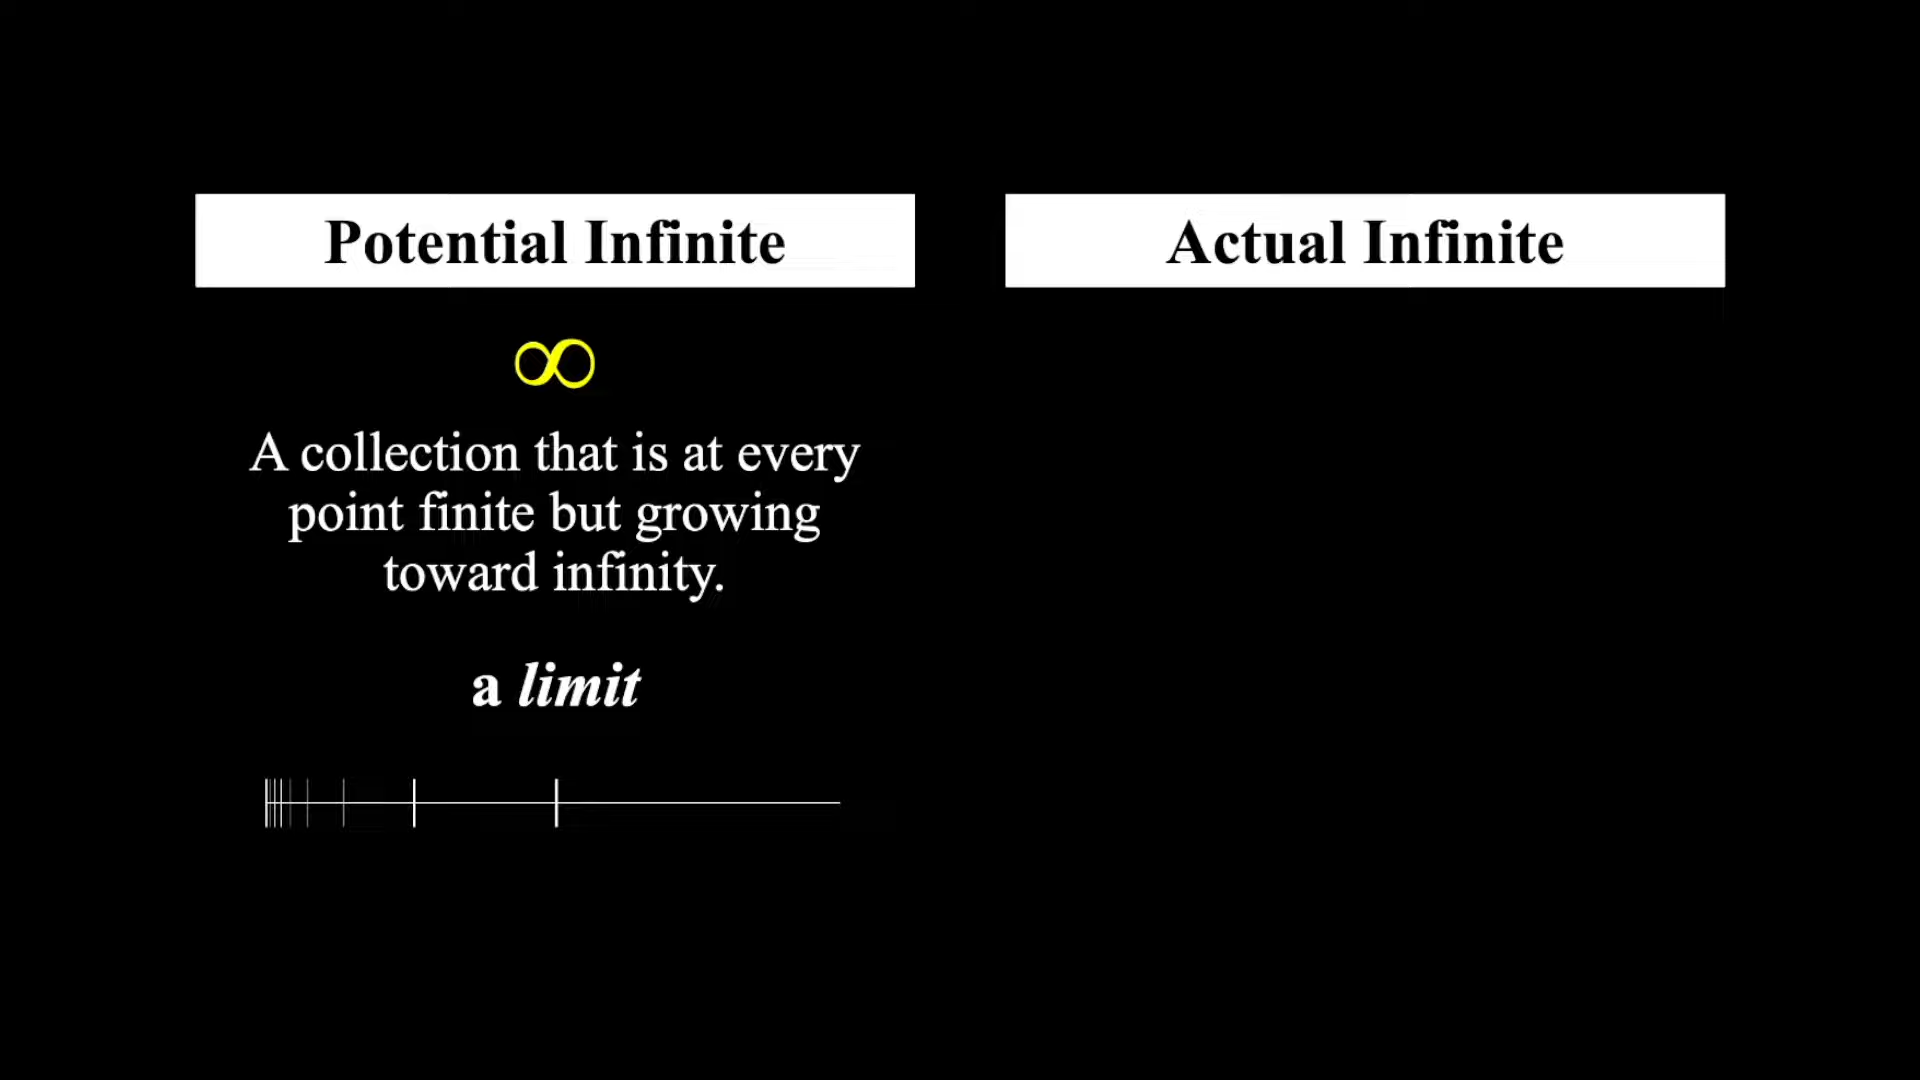 Potential Infinite
Actual Infinite
∞
A collection that is at every
point finite but growing
toward infinity.
a limit